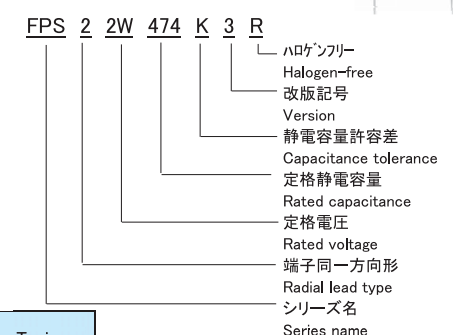 FPS 2 2W 474 K 3 R
ﾊﾛｹﾞﾝﾌﾘｰ
Halogen-free
改版記号
Version
静電容量許容差
Capacitance tolerance
定格静電容量
Rated capacitance
定格電圧
Rated voltage
端子同一方向形
Radial lead type
シリーズ名
Series name